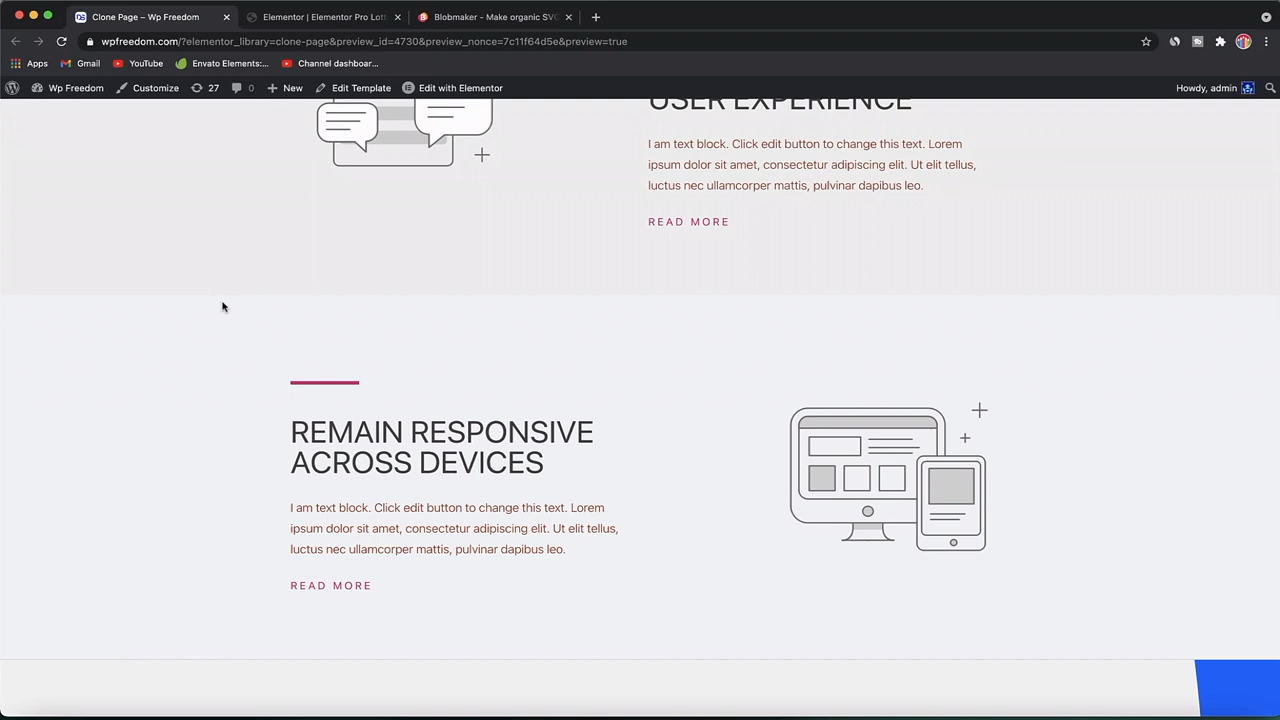 Clone Page – Wp Freedom
Elementor | Elementor Pro Lott
Blobmaker - Make organic SVG
wpfreedom.com/?elementor_library=clone-page&preview_id=4730&preview_nonce=7c11f64d5e&preview=true
Apps Gmail YouTube Envato Elements:... Channel dashboar...
Wp Freedom Customize 27 0 New Edit Template Edit with Elementor Howdy, admin
USER EXPERIENCE
I am text block. Click edit button to change this text. Lorem
ipsum dolor sit amet, consectetur adipiscing elit. Ut elit tellus,
luctus nec ullamcorper mattis, pulvinar dapibus leo.
READ MORE
REMAIN RESPONSIVE
ACROSS DEVICES
I am text block. Click edit button to change this text. Lorem
ipsum dolor sit amet, consectetur adipiscing elit. Ut elit tellus,
luctus nec ullamcorper mattis, pulvinar dapibus leo.
READ MORE